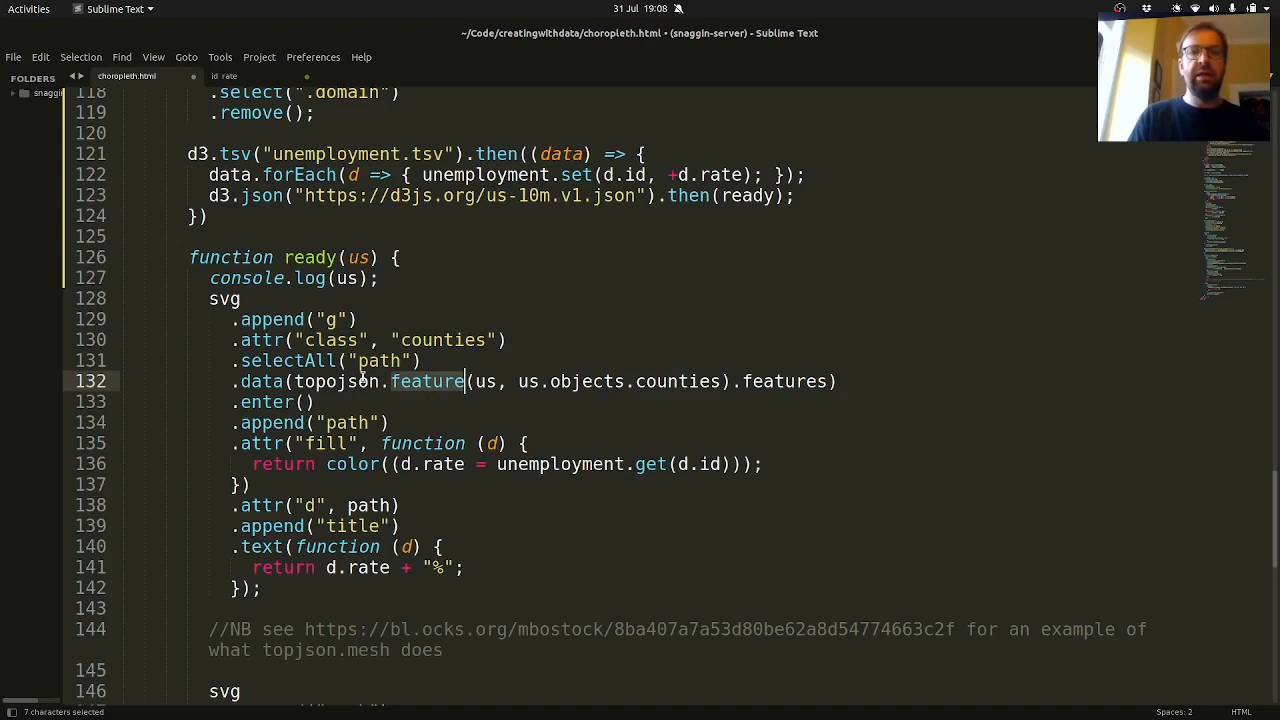 Activities
Sublime Text
31 Jul 19:08
~/Code/creatingwithdata/choropleth.html • (snaggin-server) - Sublime Text
File Edit Selection Find View Goto Tools Project Preferences Help
FOLDERS
snaggin
choropleth.html
id rate
118 .select(".domain")
119 .remove();
120
121 d3.tsv("unemployment.tsv").then((data) => {
122 data.forEach(d => { unemployment.set(d.id, +d.rate); });
123 d3.json("https://d3js.org/us-10m.v1.json").then(ready);
124 })
125
126 function ready(us) {
127 console.log(us);
128 svg
129 .append("g")
130 .attr("class", "counties")
131 .selectAll("path")
132 .data(topojson.feature(us, us.objects.counties).features)
133 .enter()
134 .append("path")
135 .attr("fill", function (d) {
136 return color((d.rate = unemployment.get(d.id)));
137 })
138 .attr("d", path)
139 .append("title")
140 .text(function (d) {
141 return d.rate + "%";
142 });
143
144 //NB see https://bl.ocks.org/mbostock/8ba407a7a53d80be62a8d54774663c2f for an example of
what topjson.mesh does
145
146 svg
7 characters selected
Spaces: 2
HTML